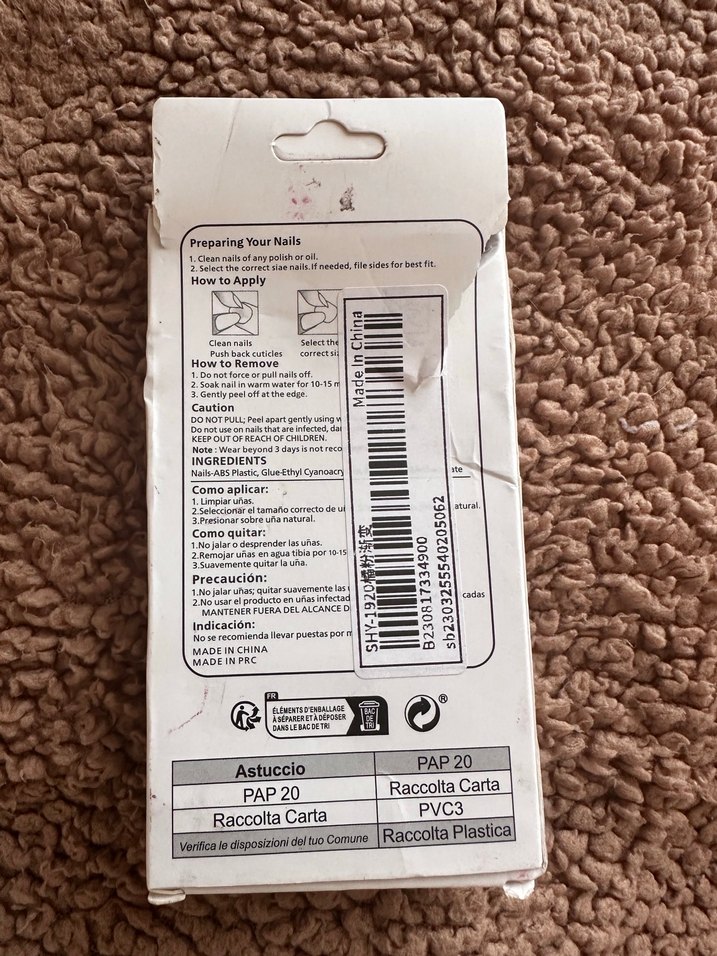 Preparing Your Nails
1. Clean nails of any polish or oil.
2. Select the correct siae nails. If needed, file sides for best fit.
How to Apply
Clean nails
Push back cuticles
Select the
correct
How to Remove
1. Do not force or pull nails off.
2. Soak nail in warm water for 10-15
3. Gently peel off at the edge.
Caution
DO NOT PULL; Peel apart gently using
Do not use on nails that are infected,
KEEP OUT OF REACH OF CHILDREN.
Note : Wear beyond 3 days is not
INGREDIENTS
Nails-ABS Plastic, Glue-Ethyl
Como aplicar:
1. Limpiar uñas.
2.Seleccionar el tamaño correcto de
3.Presionar sobre uña natural.
Como quitar:
1.No jalar o desprender las uñas.
2.Remojar uñas en agua tibia por 10-15
3.Suavemente quitar la uña.
Precaución:
1.No jalar uñas; quitar suavemente las
2.No usar el producto en uñas
MANTENER FUERA DEL ALCANCE
Indicación:
No se recomienda llevar puestas por
MADE IN CHINA
MADE IN PRC
Made In China
SHY-1920橘粉渐变
B230817334900
sb2303255540205062
FR
ÉLÉMENTS D'EMBALLAGE
À SÉPARER ET À DÉPOSER
DANS LE BAC DE TRI
BAC
DE
TRI
®
Astuccio
PAP 20
Raccolta Carta
Verifica le disposizioni del tuo Comune
PAP 20
Raccolta Carta
PVC3
Raccolta Plastica